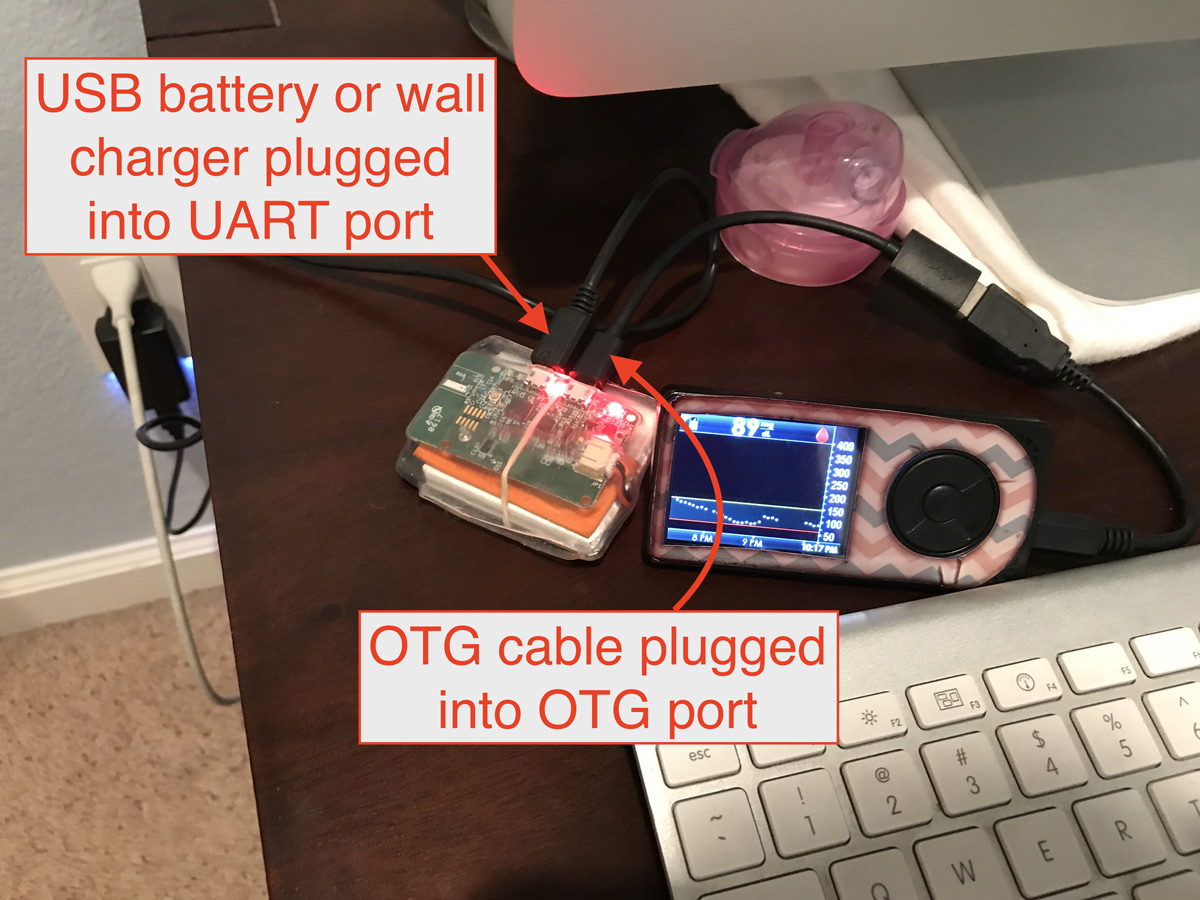 USB battery or wall
charger plugged
into UART port
89 mg
dL
400
350
300
250
200
150
100
50
8 PM
9 PM
10:17 PM
OTG cable plugged
into OTG port
esc
F2
F3
F4
F5
~
!
1
@
2
#
3
$
4
%
5
^
6
Q
W
E
R
T